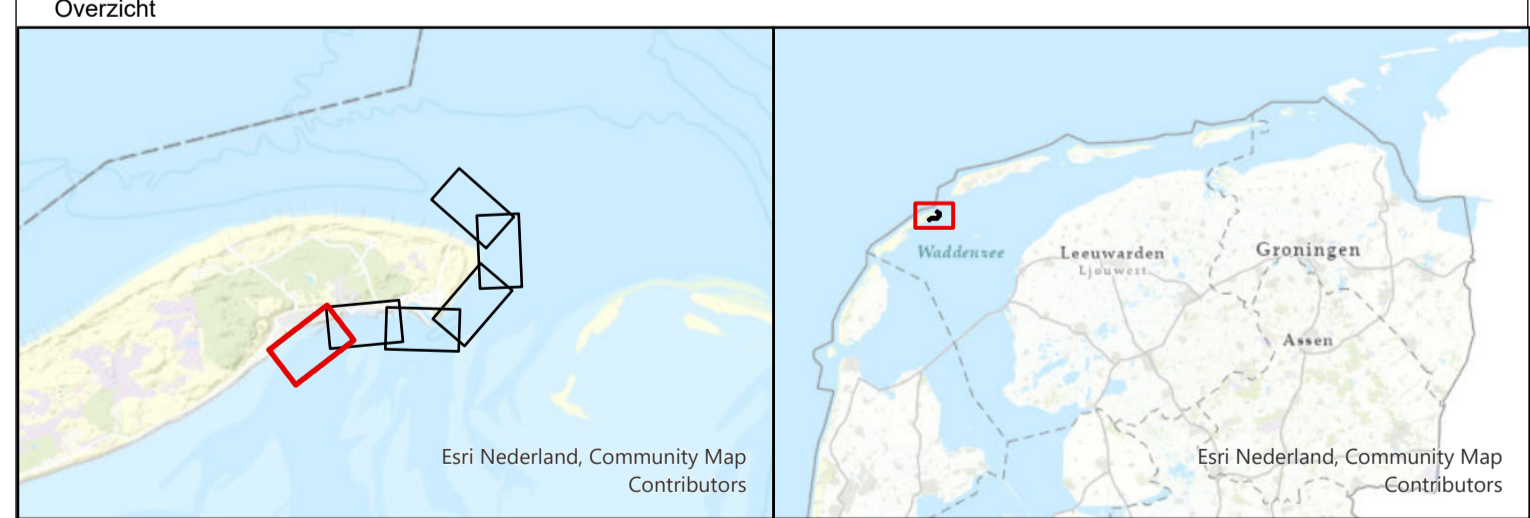 Overzicht
Esri Nederland, Community Map
Contributors
Waddenzee
Leeuwarden
Ljouwert
Groningen
Assen
Esri Nederland, Community Map
Contributors